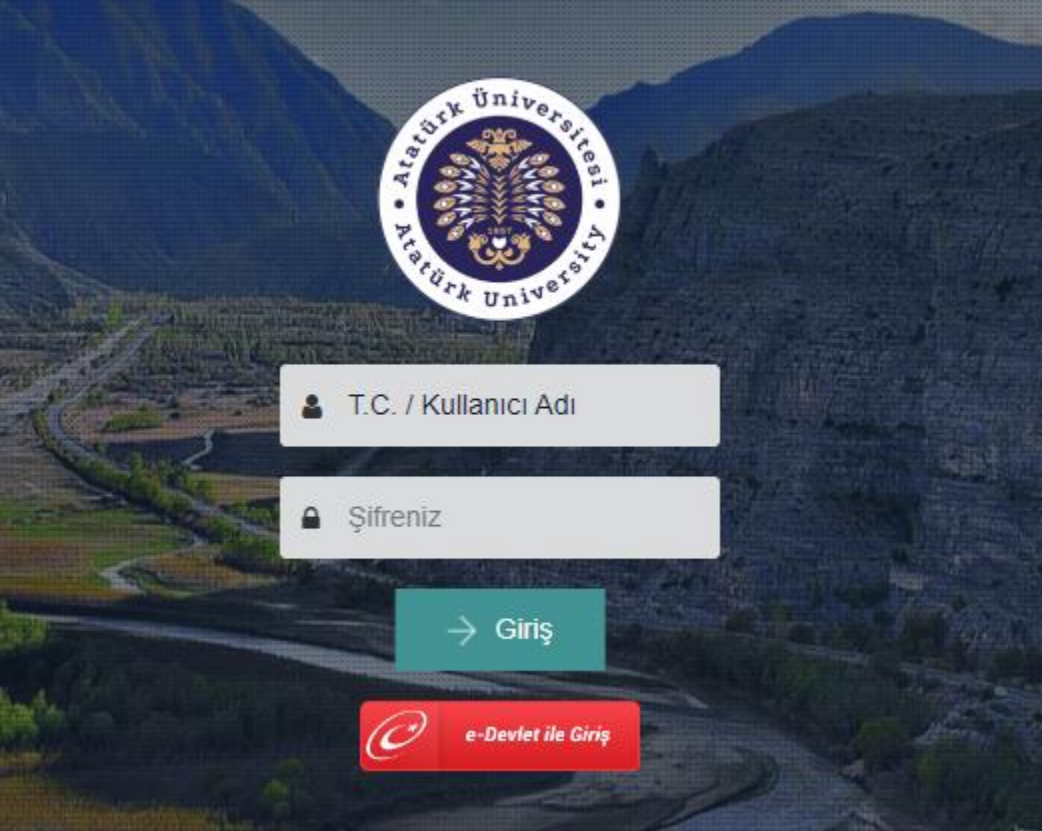 Atatürk Üniversitesi
1957
Atatürk University
T.C. / Kullanıcı Adı
Şifreniz
Giriş
e-Devlet ile Giriş